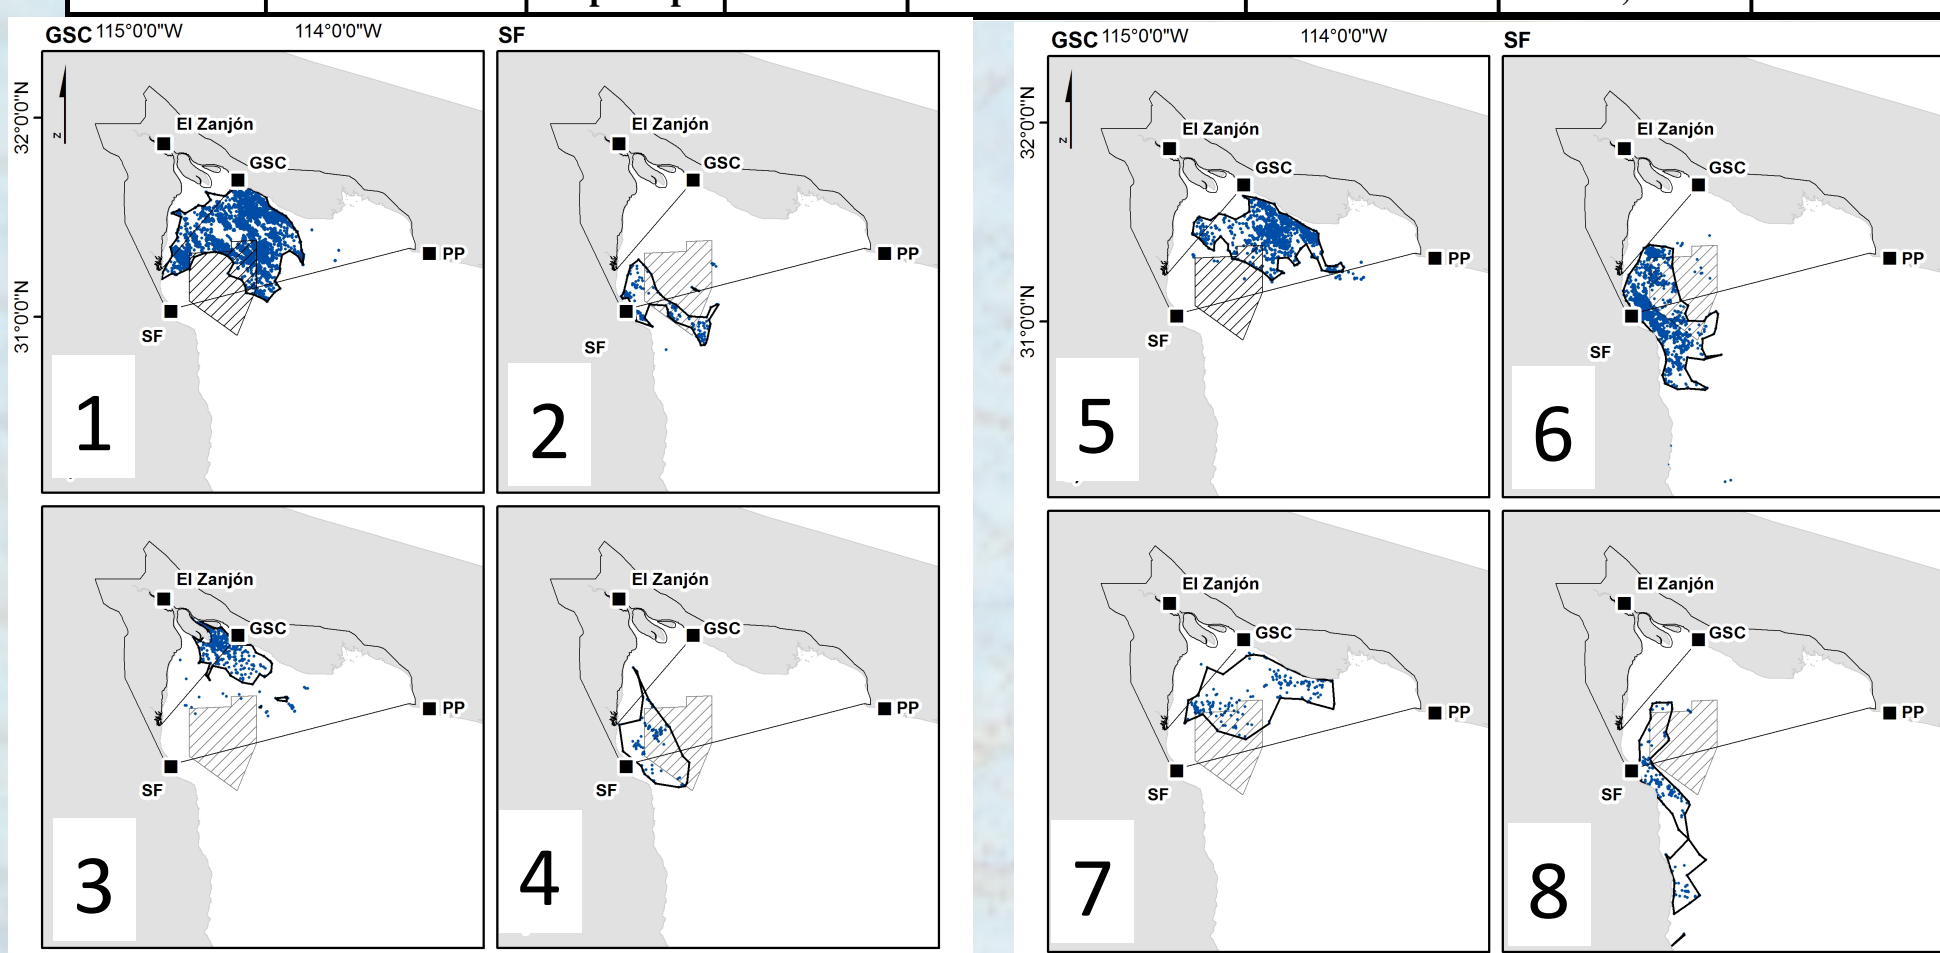 GSC 115°0'0"W 114°0'0"W SF
GSC 115°0'0"W 114°0'0"W SF
32°0'0"N
31°0'0"N
z
El Zanjón
GSC
PP
SF
1
El Zanjón
GSC
PP
SF
2
32°0'0"N
31°0'0"N
z
El Zanjón
GSC
PP
SF
5
El Zanjón
GSC
PP
SF
6
El Zanjón
GSC
PP
SF
3
El Zanjón
GSC
PP
SF
4
El Zanjón
GSC
PP
SF
7
El Zanjón
GSC
PP
SF
8